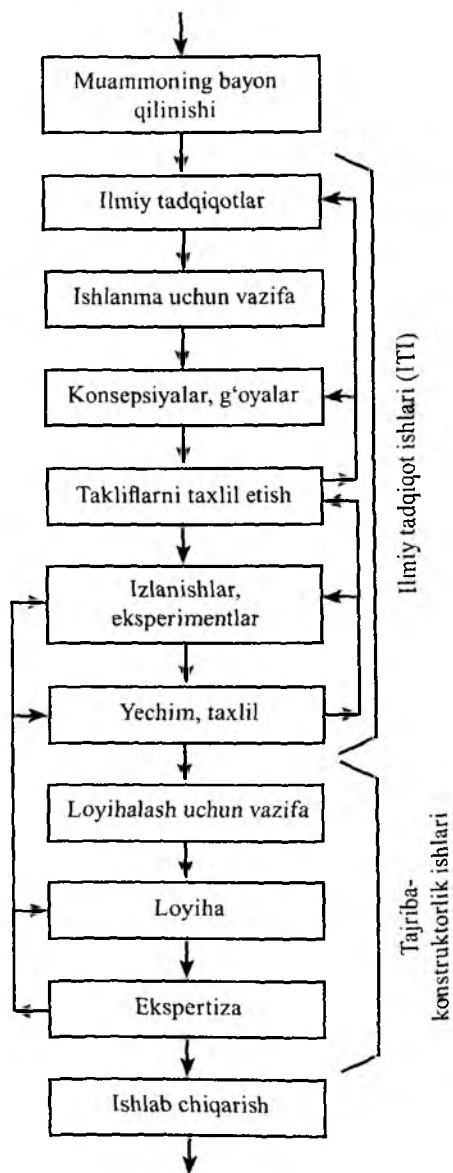 Muammoning bayon
qilinishi
Ilmiy tadqiqotlar
Ishlanma uchun vazifa
Konsepsiyalar, g‘oyalar
Takliflarni taxlil etish
Izlanishlar,
eksperimentlar
Yechim, taxlil
Loyihalash uchun vazifa
Loyiha
Ekspertiza
Ishlab chiqarish
Ilmiy tadqiqot ishlari (ITI)
Tajriba-
konstruktorlik ishlari